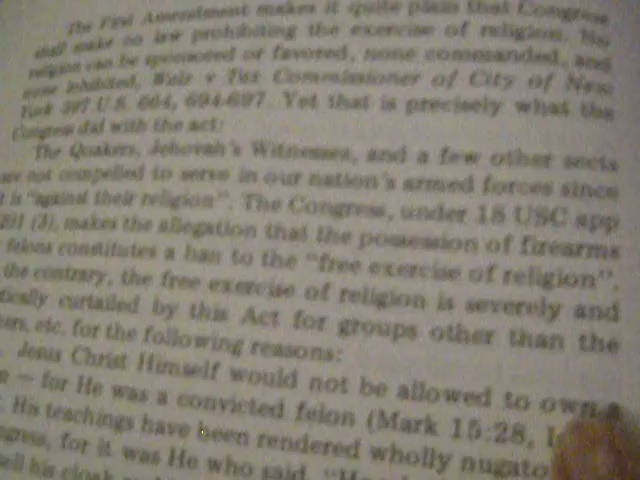 The First Amendment makes it quite plain that Congress
shall make no law prohibiting the exercise of religion. No
religion can be sponsored or favored, none commanded, and
none inhibited, Walz v Tax Commissioner of City of New
York 397 U.S. 664, 694-697. Yet that is precisely what the
Congress did with the act:
The Quakers, Jehovah's Witnesses, and a few other sects
are not compelled to serve in our nation's armed forces since
it is "against their religion". The Congress, under 18 USC app
(3), makes the allegation that the possession of firearms
felons constitutes a ban to the "free exercise of religion".
the contrary, the free exercise of religion is severely and
curtailed by this Act for groups other than the
etc. for the following reasons:
Jesus Christ Himself would not be allowed to own a
— for He was a convicted felon (Mark 15:28,
His teachings have been rendered wholly
for it was He who said,
his cloak